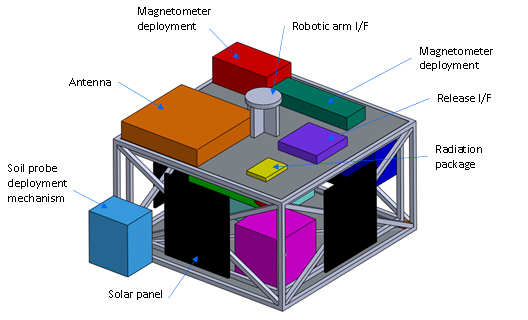 Magnetometer
deployment
Robotic arm I/F
Magnetometer
deployment
Antenna
Release I/F
Radiation
package
Soil probe
deployment
mechanism
Solar panel